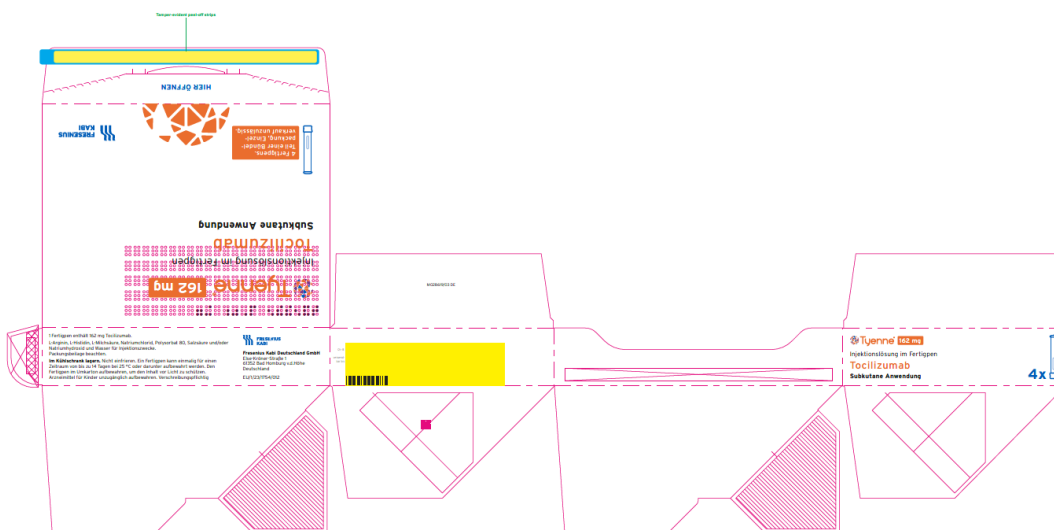 Tamper evident peel off strips
HIER ÖFFNEN
FRESENIUS
KABI
4 Fertigpens.
Teil einer Bündel-
packung, Einzel-
verkauf unzulässig.
Subkutane Anwendung
Tocilizumab
Injektionslösung im Fertigpen
Tyenne® 162 mg
1 Fertigpen enthält 162 mg Tocilizumab.
L-Arginin, L-Histidin, L-Milchsäure, Natriumchlorid, Polysorbat 80, Salzsäure und/oder
Natriumhydroxid und Wasser für Injektionszwecke.
Packungsbeilage beachten.
Im Kühlschrank lagern. Nicht einfrieren. Ein Fertigpen kann einmalig für einen
Zeitraum von bis zu 14 Tagen bei 25 °C oder darunter aufbewahrt werden. Den
Fertigpen im Umkarton aufbewahren, um den Inhalt vor Licht zu schützen.
Arzneimittel für Kinder unzugänglich aufbewahren. Verschreibungspflichtig
FRESENIUS
KABI
Fresenius Kabi Deutschland GmbH
Else-Kröner-Straße 1
61352 Bad Homburg v.d.Höhe
Deutschland
EU/1/23/1754/012
Tyenne® 162 mg
Injektionslösung im Fertigpen
Tocilizumab
Subkutane Anwendung
4x